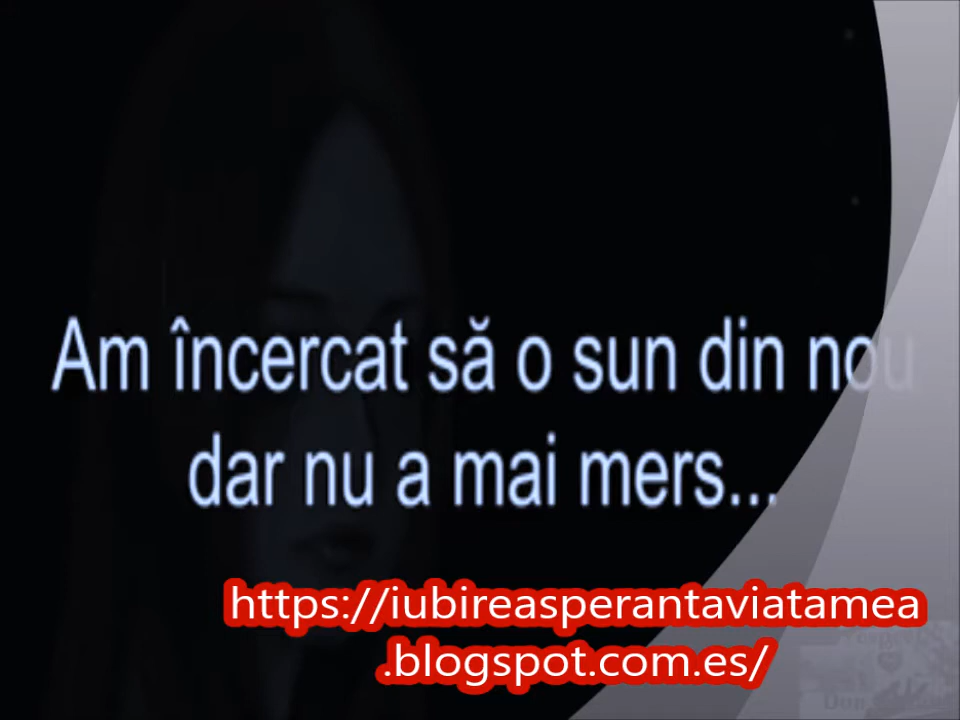 Am încercat să o sun din nou
dar nu a mai mers...
https://iubireasperantaviatamea
.blogspot.com.es/